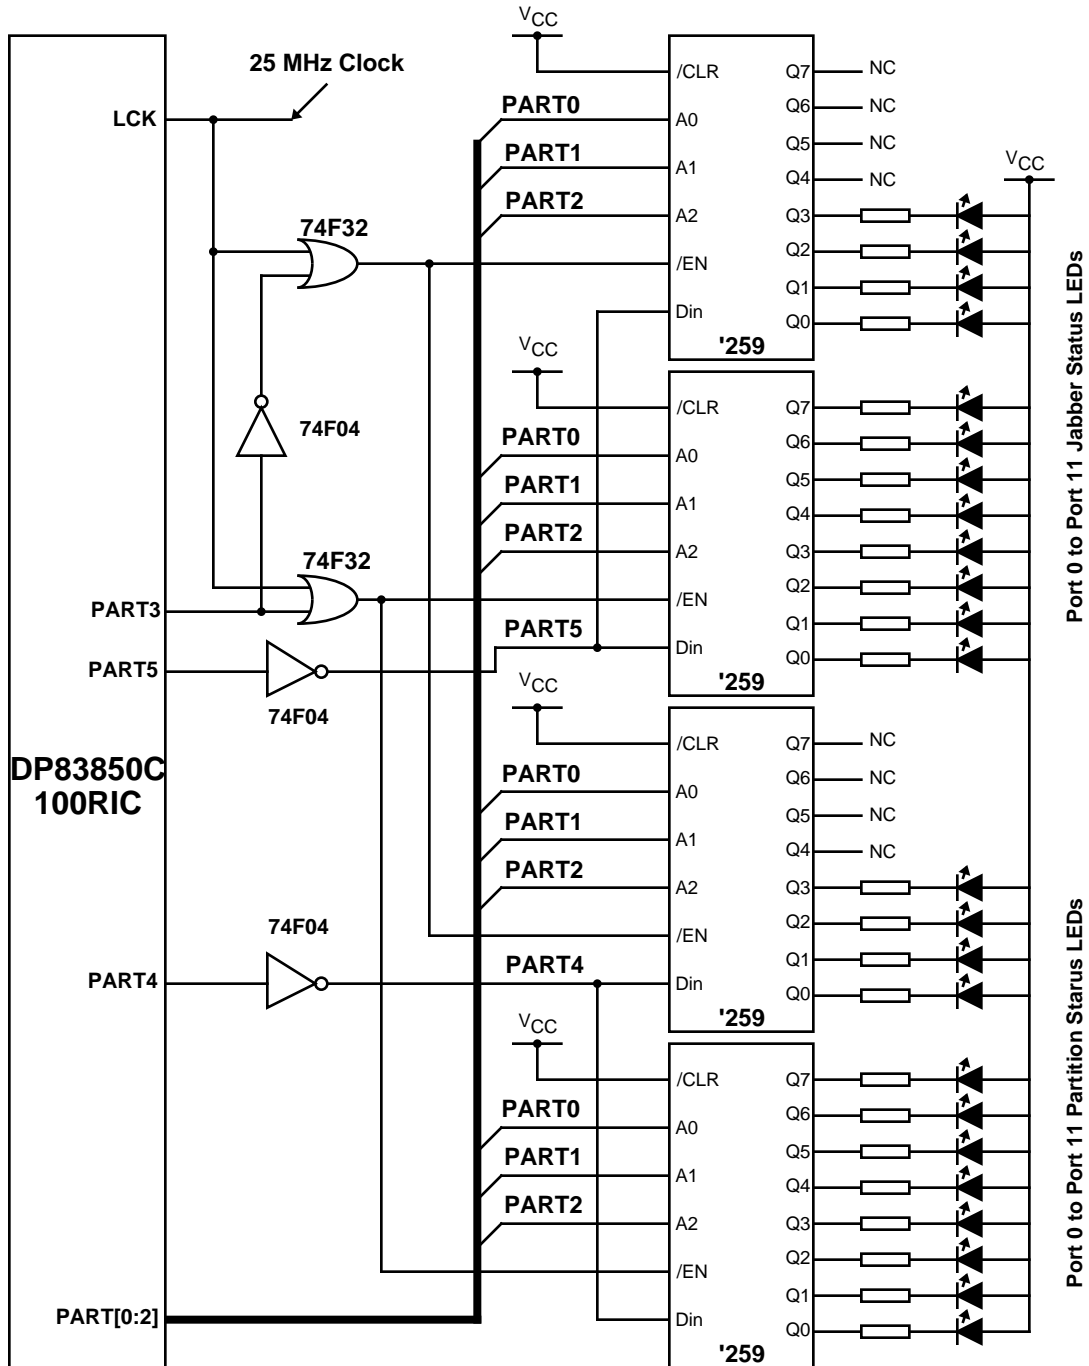 VCC
25 MHz Clock
LCK
/CLR
Q7
NC
PART0
A0
Q6
NC
PART1
A1
Q5
NC
PART2
A2
Q4
NC
VCC
74F32
Q3
/EN
Q2
Q1
Din
Q0
'259
VCC
74F04
/CLR
Q7
PART0
A0
Q6
PART1
A1
Q5
Q4
PART2
A2
Q3
74F32
Q2
/EN
PART3
Q1
PART5
Din
Q0
PART5
'259
74F04
VCC
/CLR
Q7
NC
DP83850C
100RIC
PART0
A0
Q6
NC
PART1
A1
Q5
NC
Q4
NC
PART2
A2
Q3
74F04
Q2
/EN
Q1
PART4
PART4
Din
Q0
'259
VCC
/CLR
Q7
PART0
A0
Q6
PART1
A1
Q5
Q4
PART2
A2
Q3
Q2
/EN
Q1
PART[0:2]
Din
Q0
'259
Port 0 to Port 11 Jabber Status LEDs
Port 0 to Port 11 Partition Starus LEDs